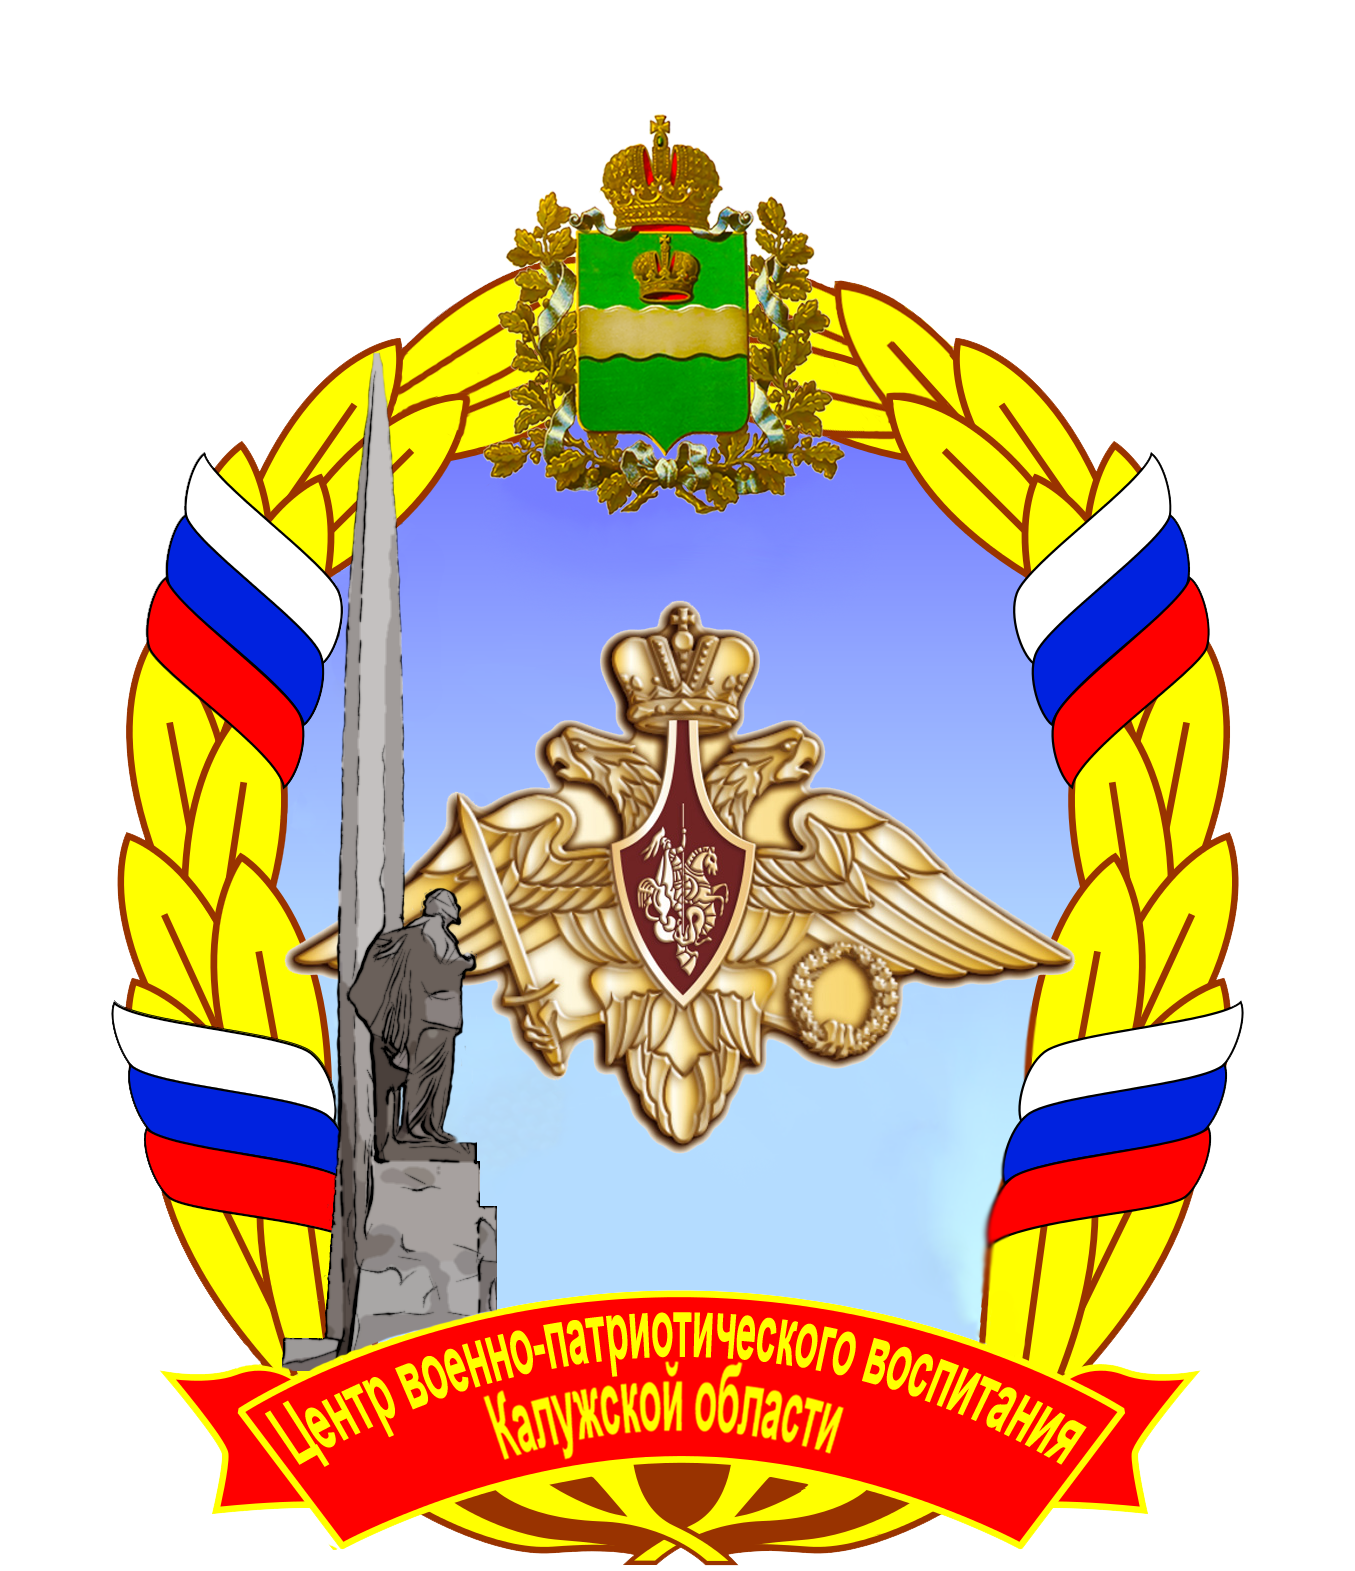 Центр военно-патриотического воспитания
Калужской области